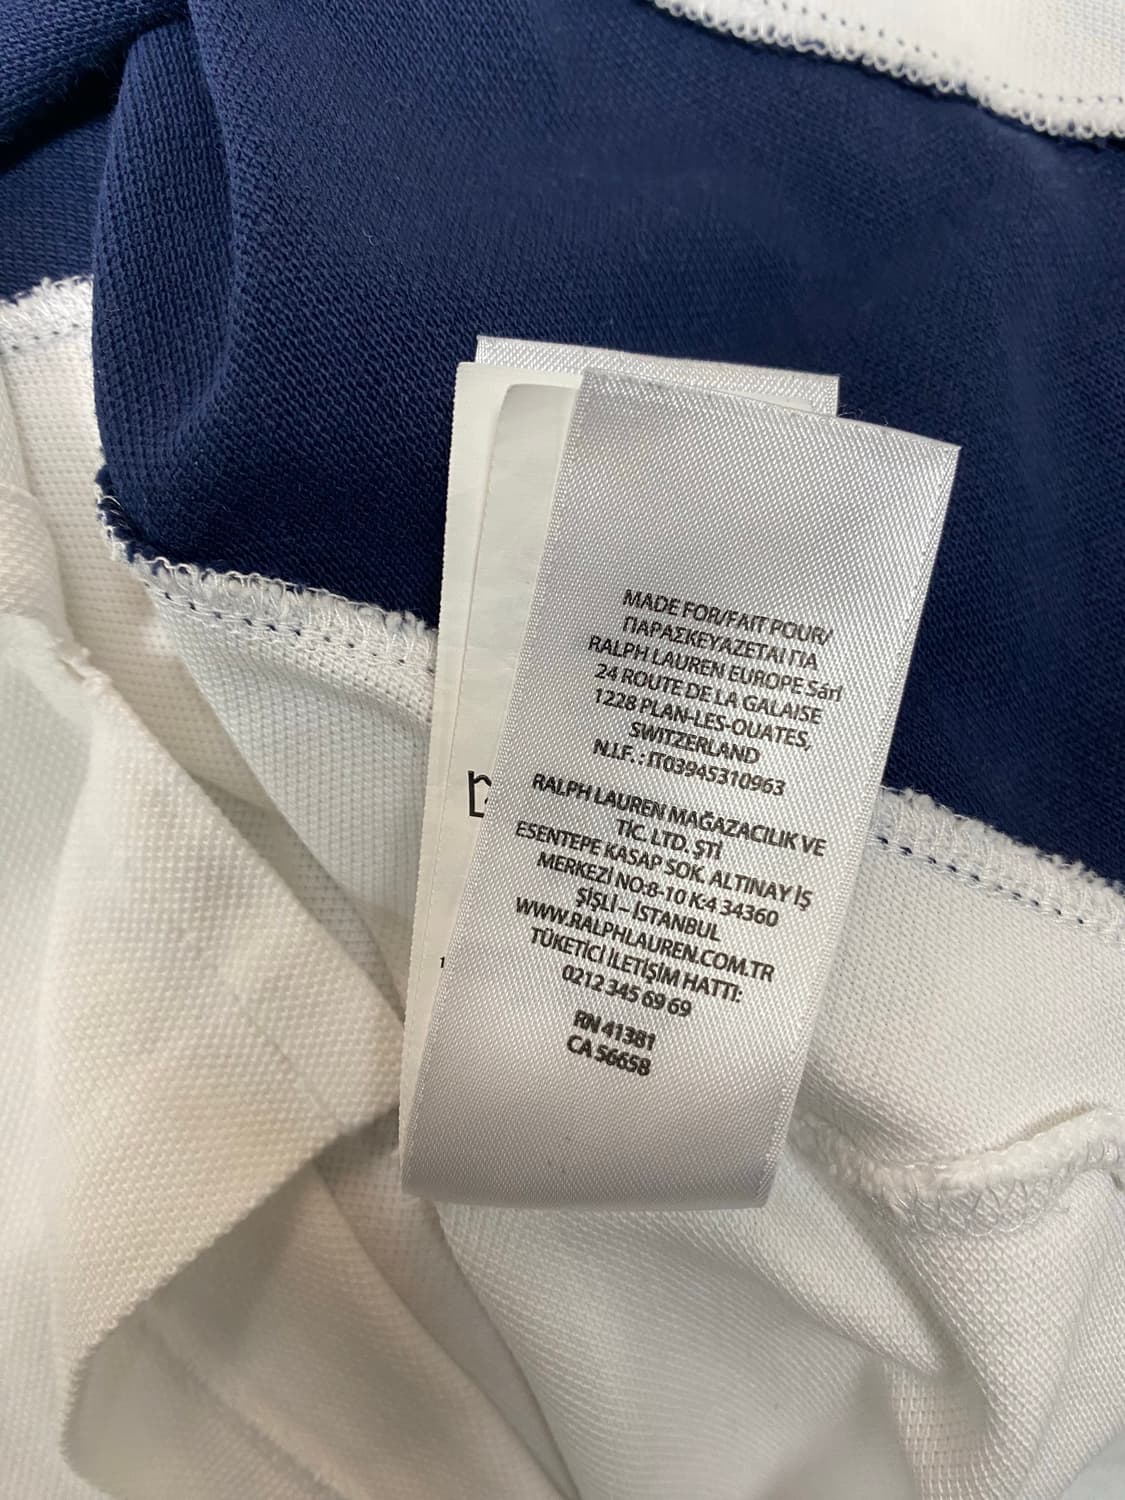 MADE FOR/FAIT POUR/
ΠΑΡΑΣΚΕΥΑΖΕΤΑΙ ΓΙΑ
RALPH LAUREN EUROPE Sàrl
24 ROUTE DE LA GALAISE
1228 PLAN-LES-OUATES,
SWITZERLAND
N.I.F. : IT03945310963
RALPH LAUREN MAĞAZACILIK VE
TİC. LTD. ŞTİ
ESENTEPE KASAP SOK. ALTINAY İŞ
MERKEZİ NO:8-10 K:4 34360
ŞİŞLİ – İSTANBUL
WWW.RALPHLAUREN.COM.TR
TÜKETİCİ İLETİŞİM HATTI:
0212 345 69 69
RN 41381
CA 56658